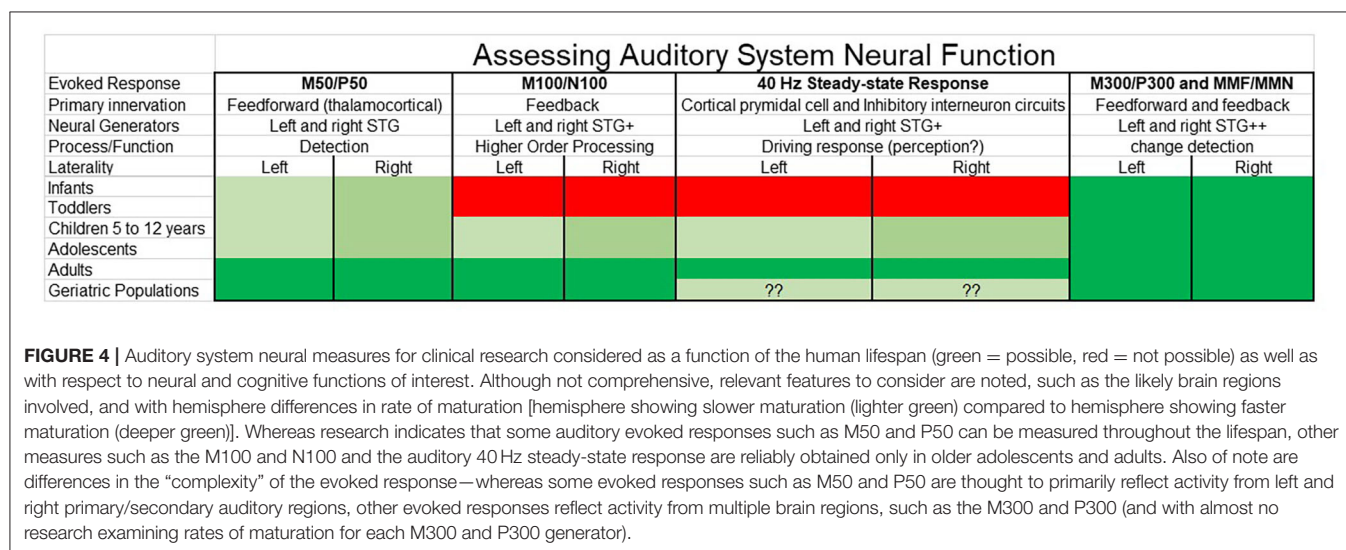 Assessing Auditory System Neural Function
Evoked Response M50/P50 M100/N100 40 Hz Steady-state Response M300/P300 and MMF/MMN
Primary innervation Feedforward (thalamocortical) Feedback Cortical prymidal cell and Inhibitory interneuron circuits Feedforward and feedback
Neural Generators Left and right STG Left and right STG+ Left and right STG+ Left and right STG++
Process/Function Detection Higher Order Processing Driving response (perception?) change detection
Laterality Left Right Left Right Left Right Left Right
Infants
Toddlers
Children 5 to 12 years
Adolescents
Adults
Geriatric Populations ?? ??
FIGURE 4 | Auditory system neural measures for clinical research considered as a function of the human lifespan (green = possible, red = not possible) as well as
with respect to neural and cognitive functions of interest. Although not comprehensive, relevant features to consider are noted, such as the likely brain regions
involved, and with hemisphere differences in rate of maturation [hemisphere showing slower maturation (lighter green) compared to hemisphere showing faster
maturation (deeper green)]. Whereas research indicates that some auditory evoked responses such as M50 and P50 can be measured throughout the lifespan, other
measures such as the M100 and N100 and the auditory 40 Hz steady-state response are reliably obtained only in older adolescents and adults. Also of note are
differences in the “complexity” of the evoked response—whereas some evoked responses such as M50 and P50 are thought to primarily reflect activity from left and
right primary/secondary auditory regions, other evoked responses reflect activity from multiple brain regions, such as the M300 and P300 (and with almost no
research examining rates of maturation for each M300 and P300 generator).